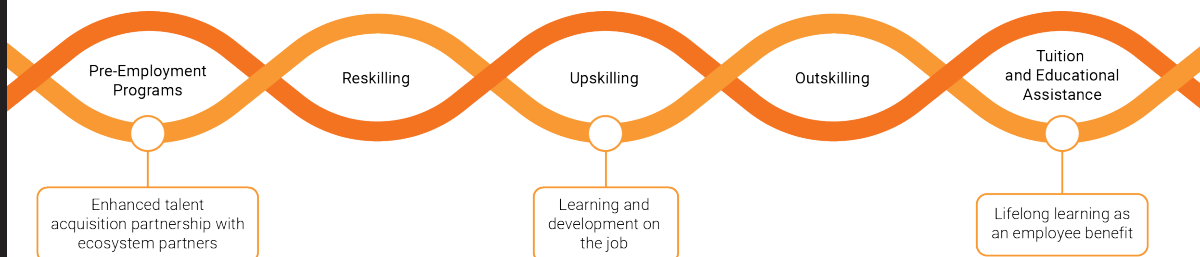 Pre-Employment
Programs
Reskilling
Upskilling
Outskilling
Tuition
and Educational
Assistance
Enhanced talent
acquisition partnership with
ecosystem partners
Learning and
development on
the job
Lifelong learning as
an employee benefit